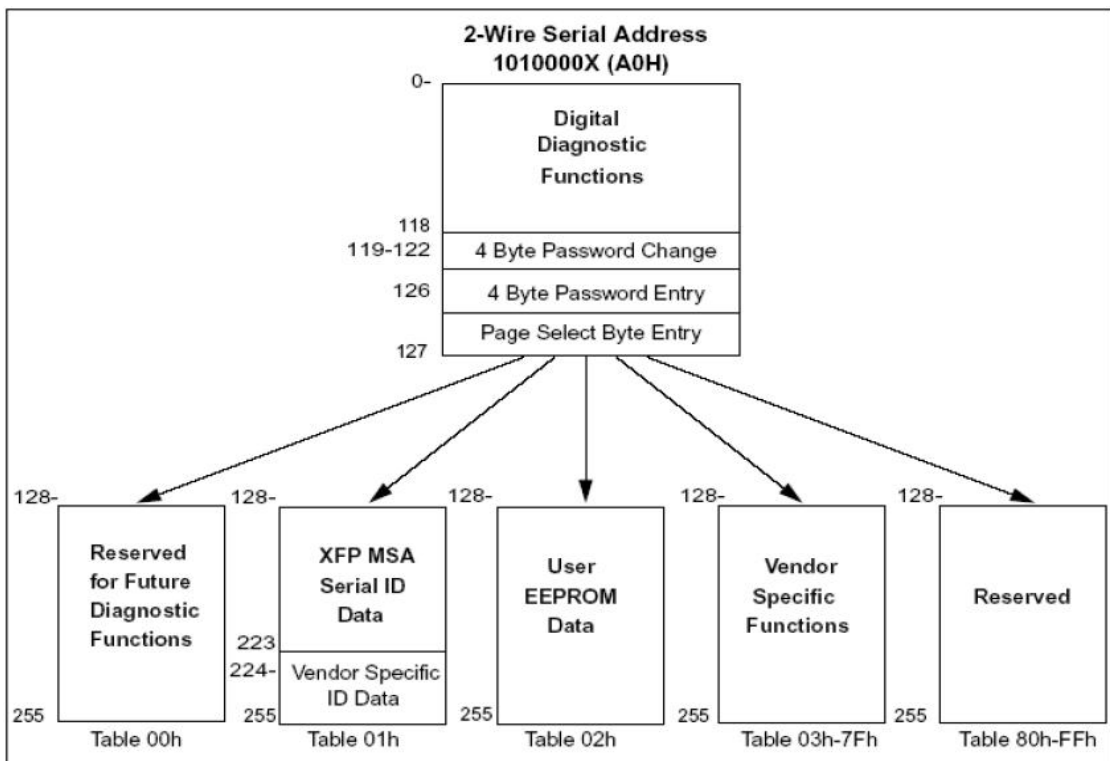 2-Wire Serial Address
1010000X (A0H)
0-
Digital
Diagnostic
Functions
118
119-122
4 Byte Password Change
126
4 Byte Password Entry
Page Select Byte Entry
127
128-
Reserved
for Future
Diagnostic
Functions
255
Table 00h
128-
XFP MSA
Serial ID
Data
223
224-
Vendor Specific
ID Data
255
Table 01h
128-
User
EEPROM
Data
255
Table 02h
128-
Vendor
Specific
Functions
255
Table 03h-7Fh
128-
Reserved
255
Table 80h-FFh